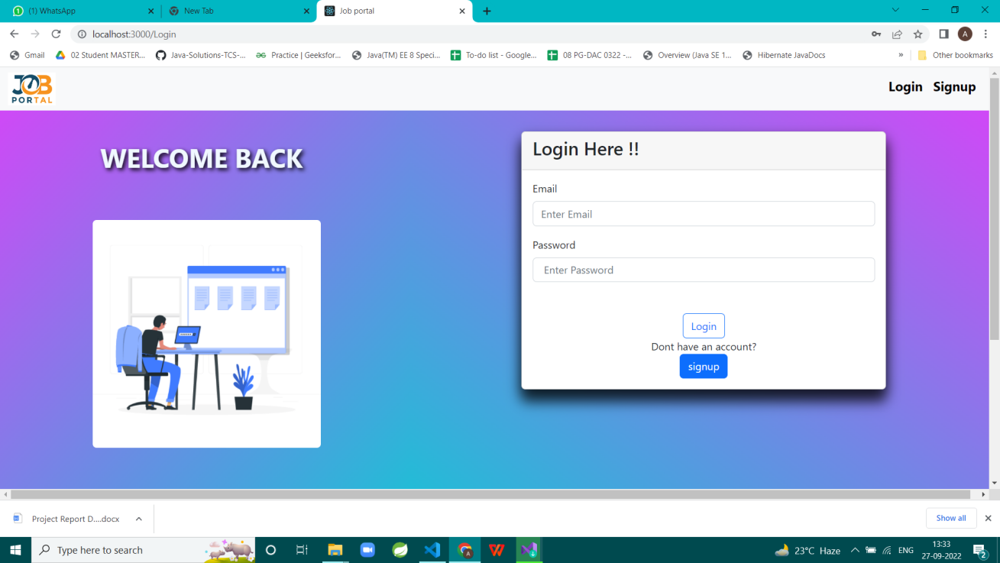 (1) WhatsApp
New Tab
Job portal
localhost:3000/Login
A
Gmail
02 Student MASTER...
Java-Solutions-TCS-...
Practice | Geeksfor...
Java(TM) EE 8 Speci...
To-do list - Google...
08 PG-DAC 0322 -...
Overview (Java SE 1...
Hibernate JavaDocs
»
Other bookmarks
JOB
PORTAL
Login Signup
WELCOME BACK
Login Here !!
Email
Enter Email
Password
Enter Password
Login
Dont have an account?
signup
Project Report D....docx
Show all
Type here to search
23°C Haze
ENG
13:33
27-09-2022
2